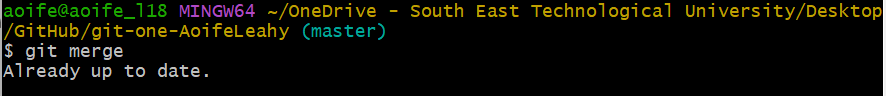 aoife@aoife_l18 MINGW64 ~/OneDrive - South East Technological University/Desktop
/GitHub/git-one-AoifeLeahy (master)
$ git merge
Already up to date.